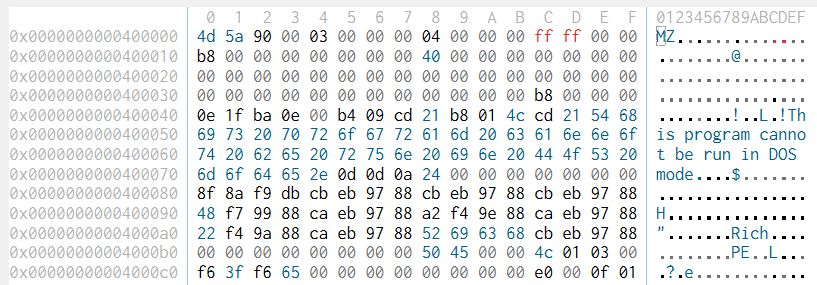 0 1 2 3 4 5 6 7 8 9 A B C D E F 0123456789ABCDEF
0x0000000000400000 4d 5a 90 00 03 00 00 00 04 00 00 00 ff ff 00 00 MZ..............
0x0000000000400010 b8 00 00 00 00 00 00 00 40 00 00 00 00 00 00 00 ........@.......
0x0000000000400020 00 00 00 00 00 00 00 00 00 00 00 00 00 00 00 00 ................
0x0000000000400030 00 00 00 00 00 00 00 00 00 00 00 00 b8 00 00 00 ................
0x0000000000400040 0e 1f ba 0e 00 b4 09 cd 21 b8 01 4c cd 21 54 68 ........!..L.!Th
0x0000000000400050 69 73 20 70 72 6f 67 72 61 6d 20 63 61 6e 6e 6f is program canno
0x0000000000400060 74 20 62 65 20 72 75 6e 20 69 6e 20 44 4f 53 20 t be run in DOS
0x0000000000400070 6d 6f 64 65 2e 0d 0d 0a 24 00 00 00 00 00 00 00 mode....$.......
0x0000000000400080 8f 8a f9 db cb eb 97 88 cb eb 97 88 cb eb 97 88 ................
0x0000000000400090 48 f7 99 88 ca eb 97 88 a2 f4 9e 88 ca eb 97 88 H...............
0x00000000004000a0 22 f4 9a 88 ca eb 97 88 52 69 63 68 cb eb 97 88 ".......Rich....
0x00000000004000b0 00 00 00 00 00 00 00 00 50 45 00 00 4c 01 03 00 ........PE..L...
0x00000000004000c0 f6 3f f6 65 00 00 00 00 00 00 00 00 e0 00 0f 01 .?.e............